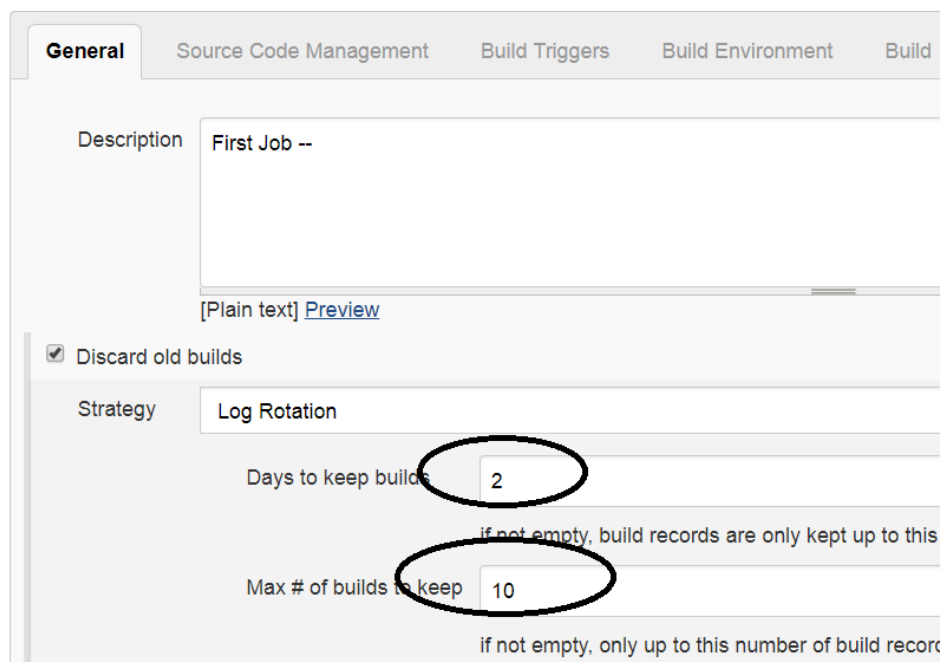 General Source Code Management Build Triggers Build Environment Build
Description First Job --
[Plain text] Preview
Discard old builds
Strategy Log Rotation
Days to keep builds 2
if not empty, build records are only kept up to this
Max # of builds to keep 10
if not empty, only up to this number of build record